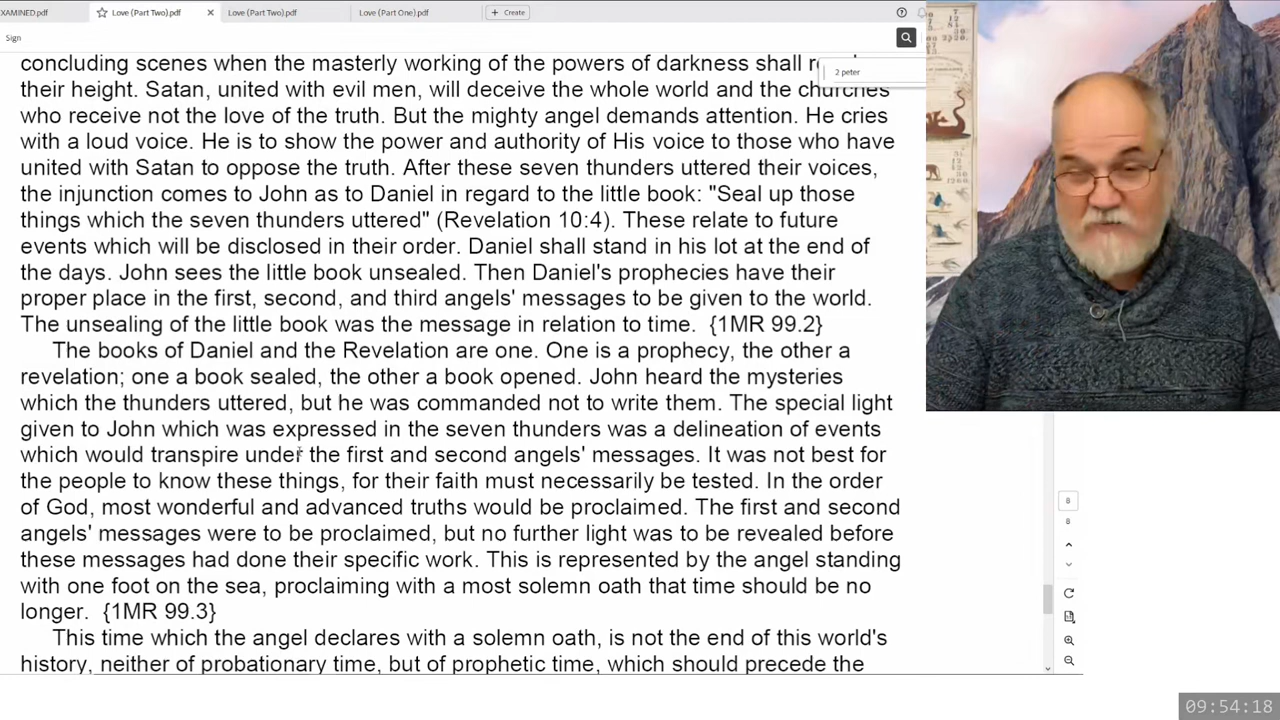 XAMINED.pdf
Love (Part Two).pdf
Love (Part Two).pdf
Love (Part One).pdf
+ Create
Sign
2 peter
concluding scenes when the masterly working of the powers of darkness shall
their height. Satan, united with evil men, will deceive the whole world and the churches
who receive not the love of the truth. But the mighty angel demands attention. He cries
with a loud voice. He is to show the power and authority of His voice to those who have
united with Satan to oppose the truth. After these seven thunders uttered their voices,
the injunction comes to John as to Daniel in regard to the little book: "Seal up those
things which the seven thunders uttered" (Revelation 10:4). These relate to future
events which will be disclosed in their order. Daniel shall stand in his lot at the end of
the days. John sees the little book unsealed. Then Daniel's prophecies have their
proper place in the first, second, and third angels' messages to be given to the world.
The unsealing of the little book was the message in relation to time. {1MR 99.2}
The books of Daniel and the Revelation are one. One is a prophecy, the other a
revelation; one a book sealed, the other a book opened. John heard the mysteries
which the thunders uttered, but he was commanded not to write them. The special light
given to John which was expressed in the seven thunders was a delineation of events
which would transpire under the first and second angels' messages. It was not best for
the people to know these things, for their faith must necessarily be tested. In the order
of God, most wonderful and advanced truths would be proclaimed. The first and second
angels' messages were to be proclaimed, but no further light was to be revealed before
these messages had done their specific work. This is represented by the angel standing
with one foot on the sea, proclaiming with a most solemn oath that time should be no
longer. {1MR 99.3}
This time which the angel declares with a solemn oath, is not the end of this world's
history, neither of probationary time, but of prophetic time, which should precede the
8
8
09:54:18